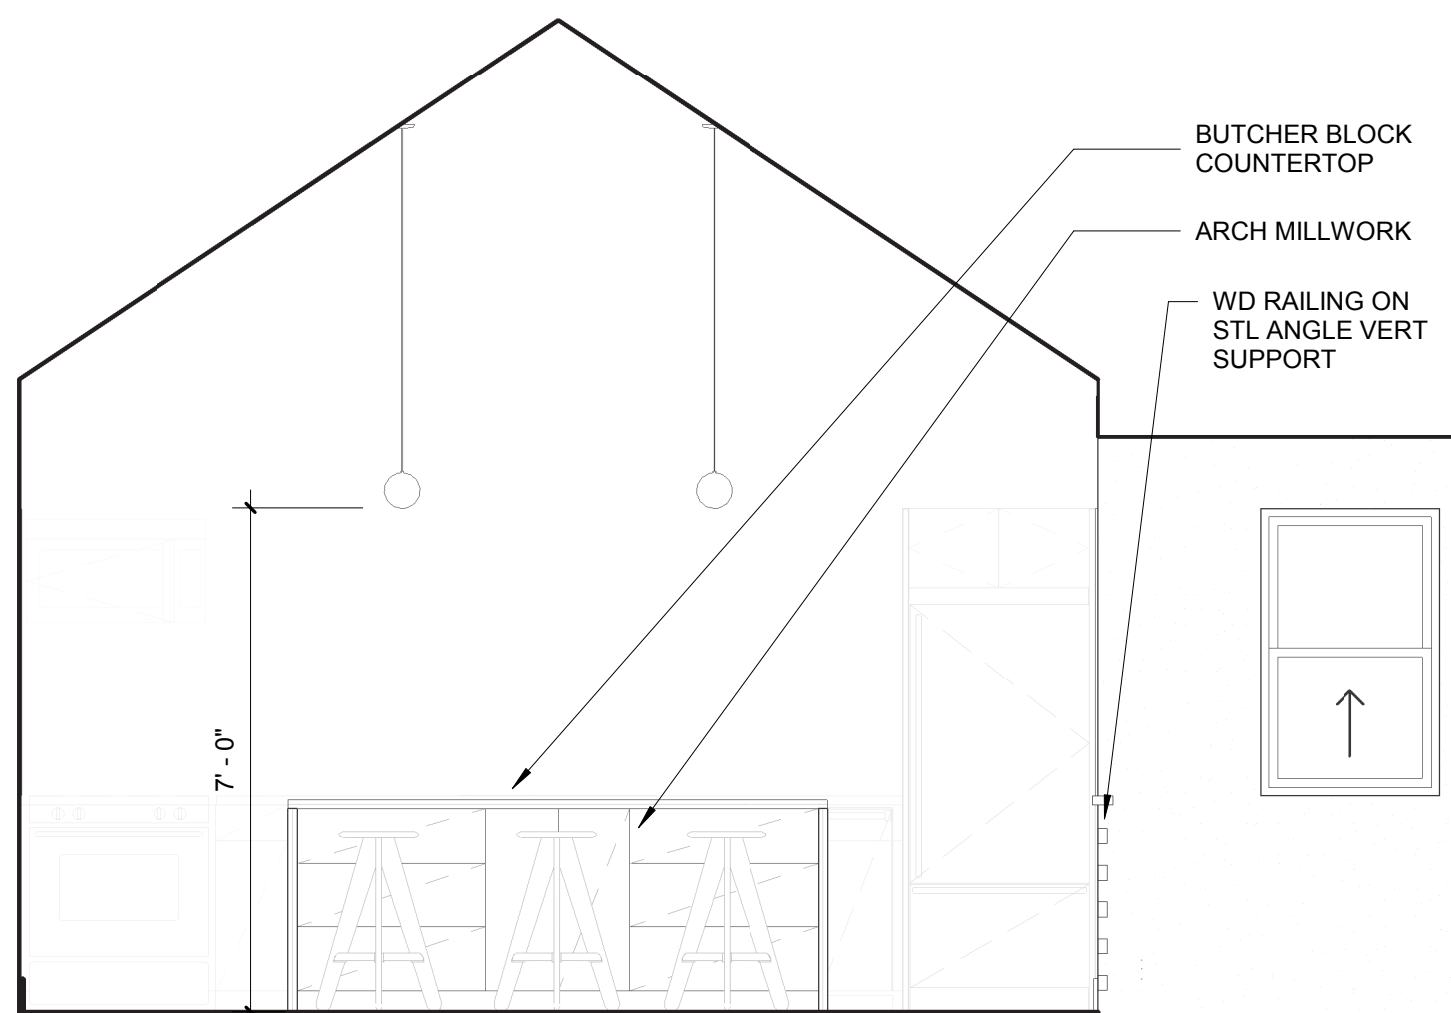 BUTCHER BLOCK
COUNTERTOP
ARCH MILLWORK
WD RAILING ON
STL ANGLE VERT
SUPPORT
7' - 0"